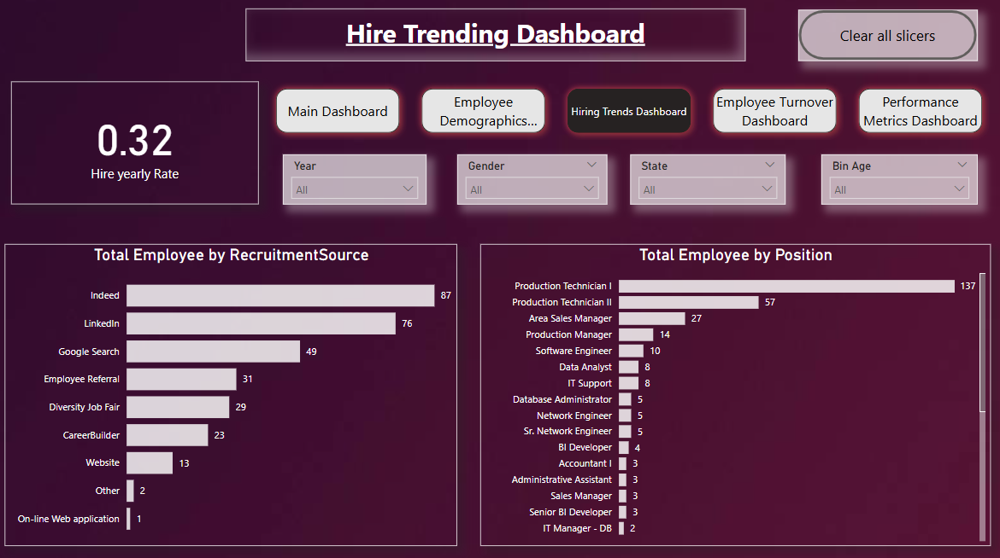 Hire Trending Dashboard
Clear all slicers
0.32
Hire yearly Rate
Main Dashboard
Employee
Demographics...
Hiring Trends Dashboard
Employee Turnover
Dashboard
Performance
Metrics Dashboard
Year
All
Gender
All
State
All
Bin Age
All
Total Employee by RecruitmentSource
Indeed 87
LinkedIn 76
Google Search 49
Employee Referral 31
Diversity Job Fair 29
CareerBuilder 23
Website 13
Other 2
On-line Web application 1
Total Employee by Position
Production Technician I 137
Production Technician II 57
Area Sales Manager 27
Production Manager 14
Software Engineer 10
Data Analyst 8
IT Support 8
Database Administrator 5
Network Engineer 5
Sr. Network Engineer 5
BI Developer 4
Accountant I 3
Administrative Assistant 3
Sales Manager 3
Senior BI Developer 3
IT Manager - DB 2